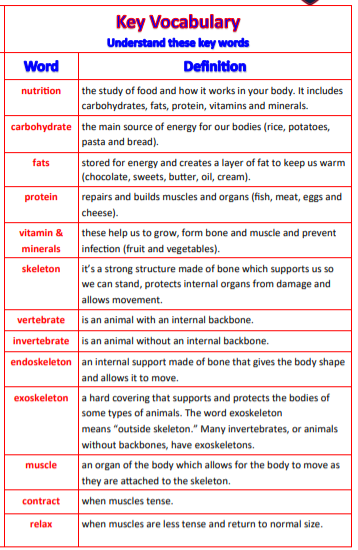 Key Vocabulary
Understand these key words
Word Definition
nutrition the study of food and how it works in your body. It includes
carbohydrates, fats, protein, vitamins and minerals.
carbohydrate the main source of energy for our bodies (rice, potatoes,
pasta and bread).
fats stored for energy and creates a layer of fat to keep us warm
(chocolate, sweets, butter, oil, cream).
protein repairs and builds muscles and organs (fish, meat, eggs and
cheese).
vitamin & these help us to grow, form bone and muscle and prevent
minerals infection (fruit and vegetables).
skeleton it’s a strong structure made of bone which supports us so
we can stand, protects internal organs from damage and
allows movement.
vertebrate is an animal with an internal backbone.
invertebrate is an animal without an internal backbone.
endoskeleton an internal support made of bone that gives the body shape
and allows it to move.
exoskeleton a hard covering that supports and protects the bodies of
some types of animals. The word exoskeleton
means “outside skeleton.” Many invertebrates, or animals
without backbones, have exoskeletons.
muscle an organ of the body which allows for the body to move as
they are attached to the skeleton.
contract when muscles tense.
relax when muscles are less tense and return to normal size.